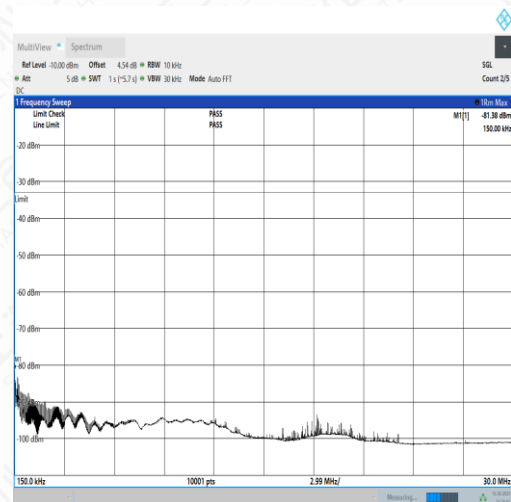 MultiView Spectrum
Ref Level -10.00 dBm Offset 4.54 dB RBW 10 kHz SGL
Att 5 dB SWT 1 s (~5.7 s) VBW 30 kHz Mode Auto FFT Count 2/5
DC
1 Frequency Sweep 1Rm Max
Limit Check PASS M1[1] -81.38 dBm
Line Limit PASS 150.00 kHz
-20 dBm
-30 dBm
Limit
-40 dBm
-50 dBm
-60 dBm
-70 dBm
M1
-80 dBm
-100 dBm
150.0 kHz 10001 pts 2.99 MHz/ 30.0 MHz
Measuring...